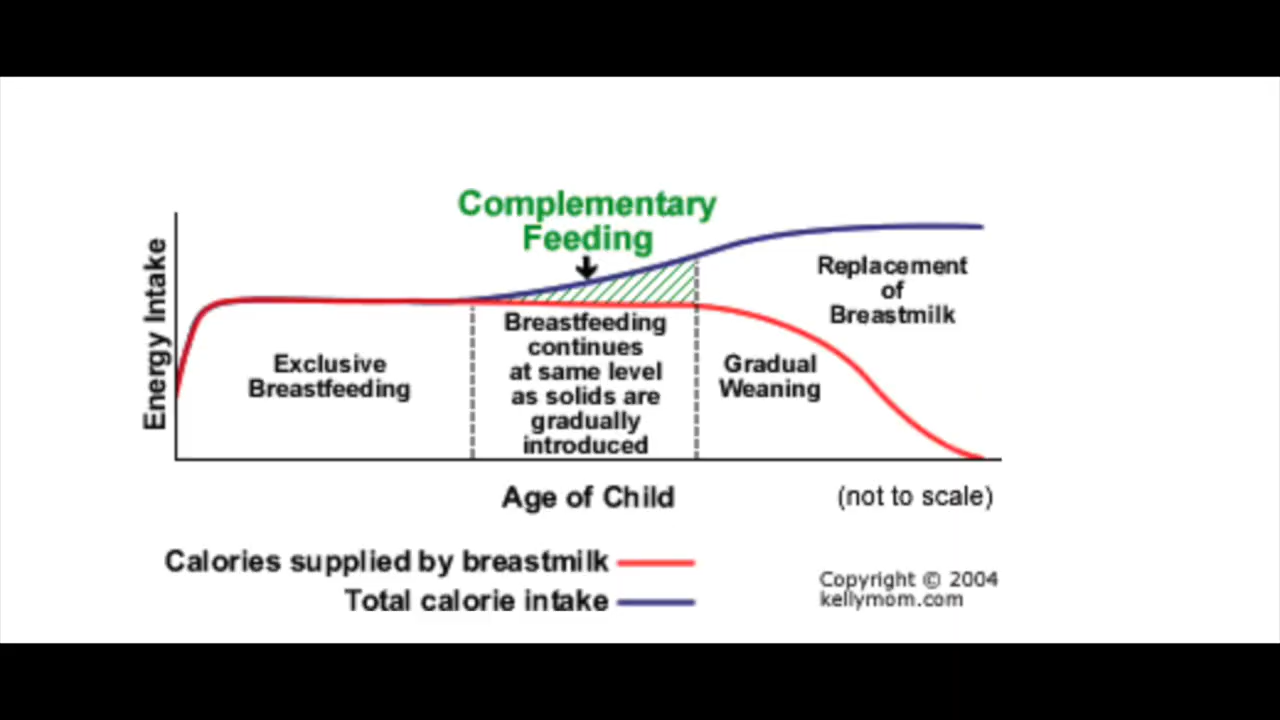 Complementary
Feeding
Energy Intake
Exclusive
Breastfeeding
Breastfeeding
continues
at same level
as solids are
gradually
introduced
Gradual
Weaning
Replacement
of
Breastmilk
Age of Child
(not to scale)
Calories supplied by breastmilk
Total calorie intake
Copyright © 2004
kellymom.com